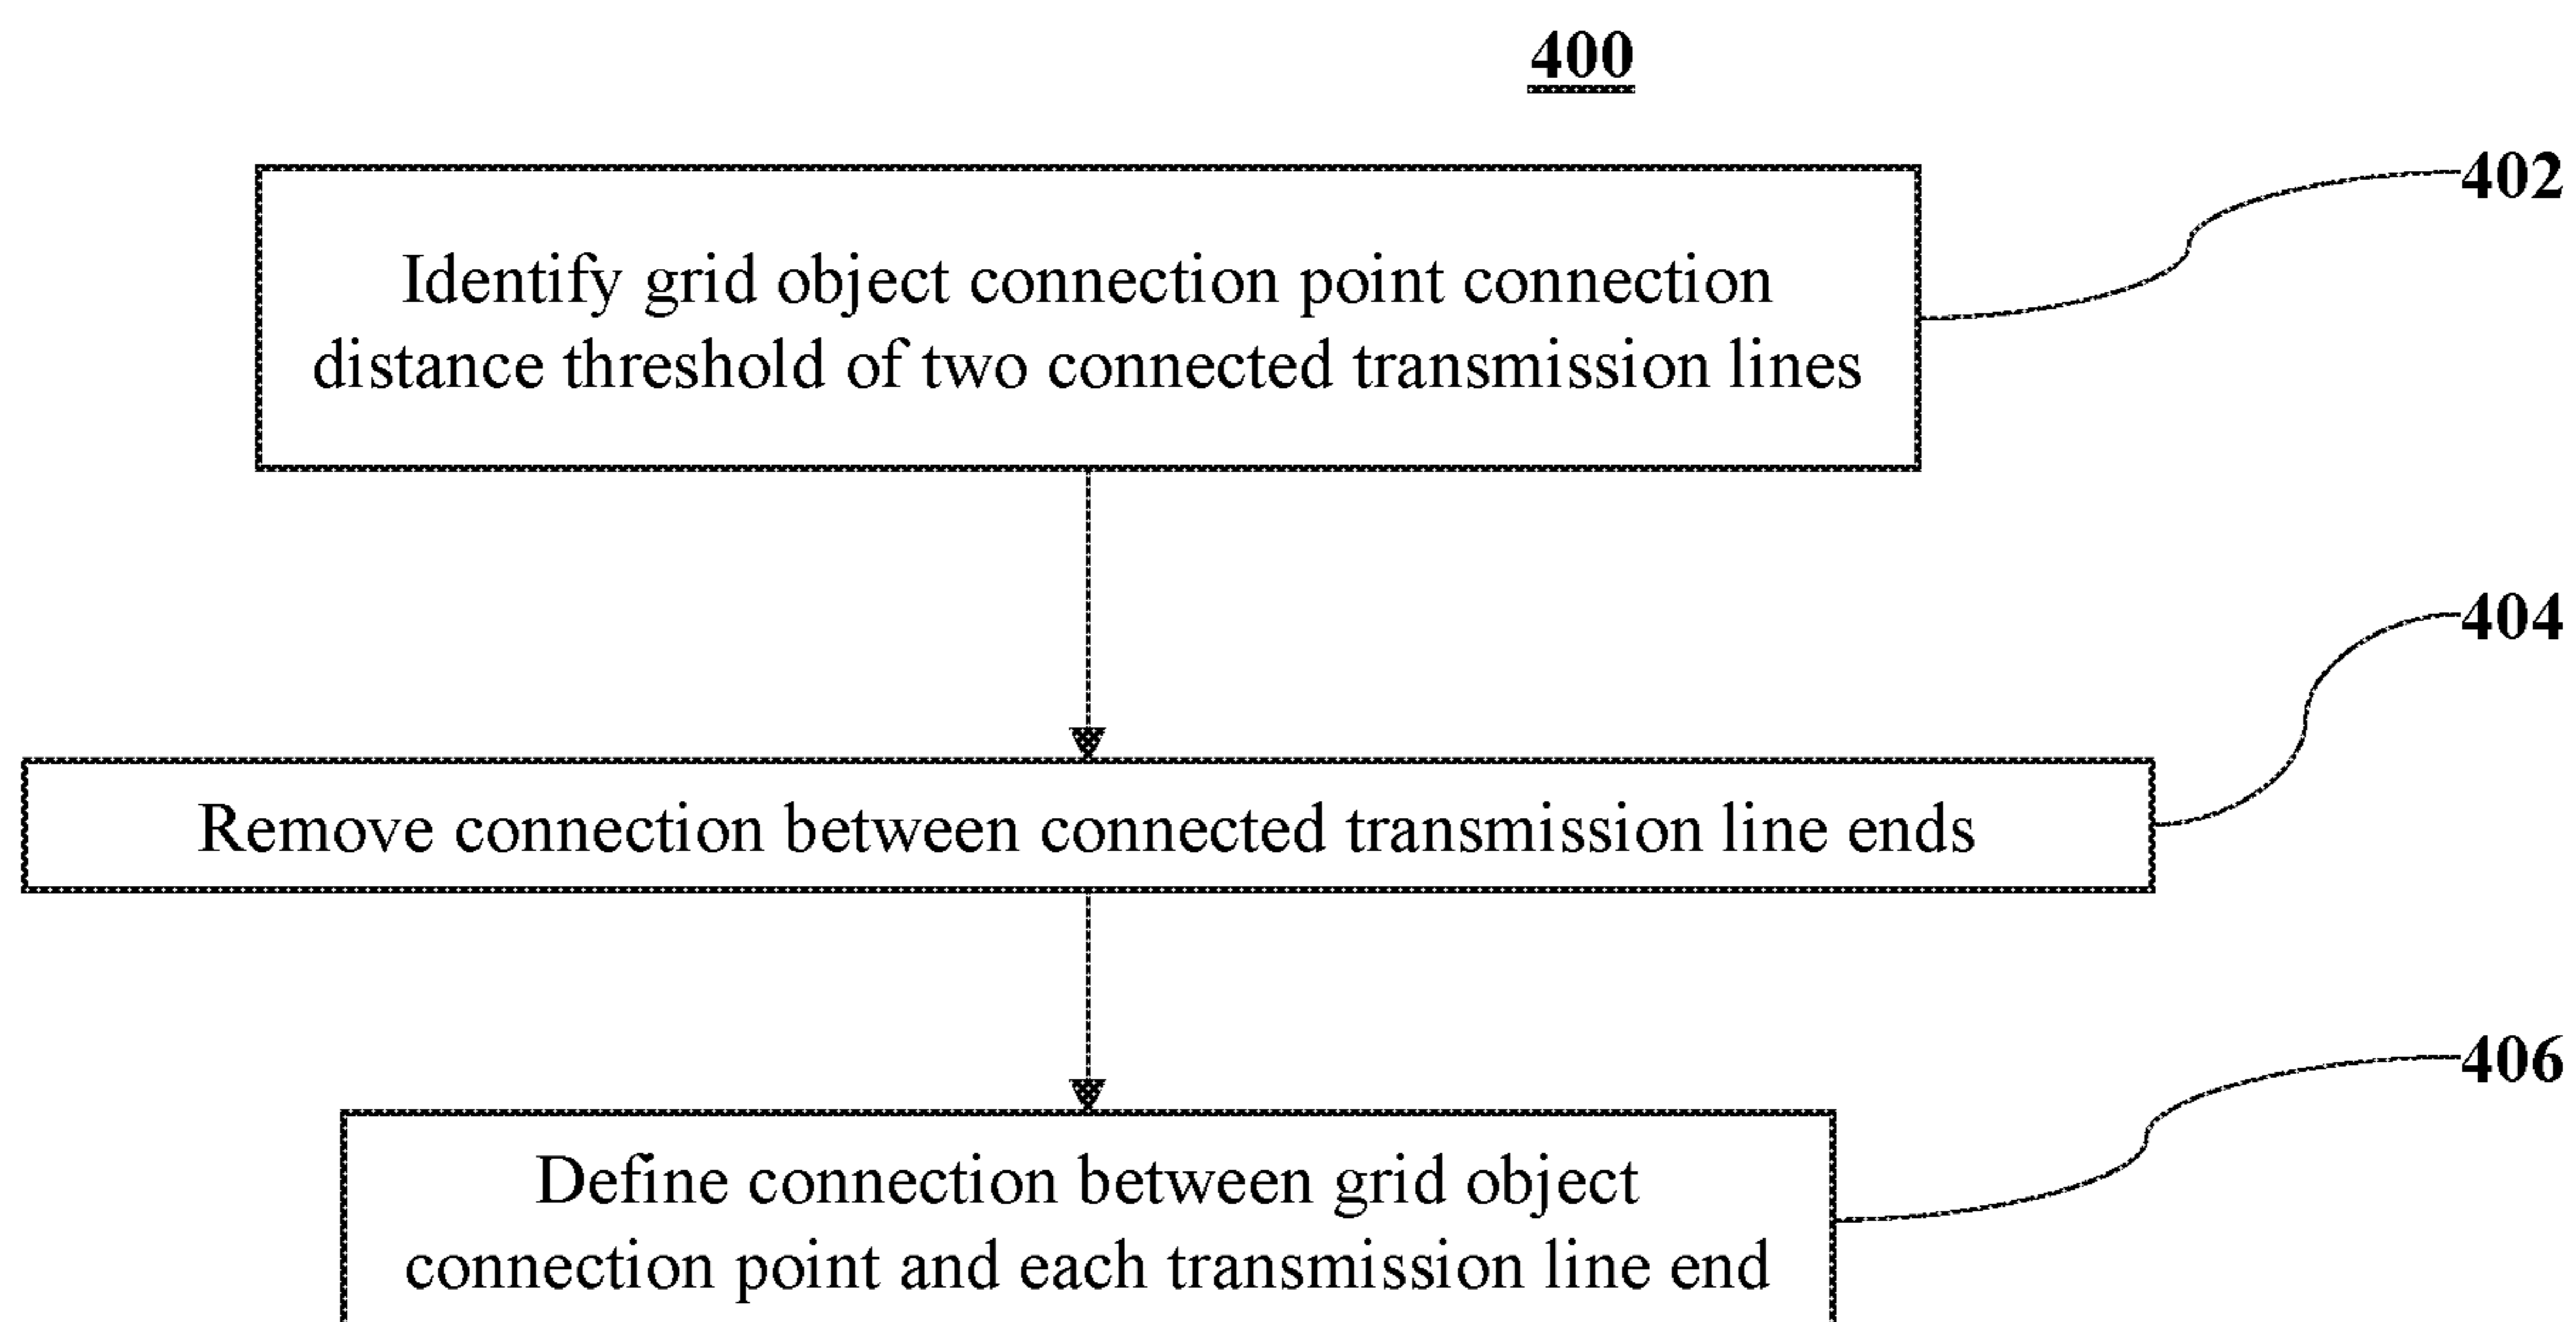 400
402
Identify grid object connection point connection
distance threshold of two connected transmission lines
404
Remove connection between connected transmission line ends
406
Define connection between grid object
connection point and each transmission line end